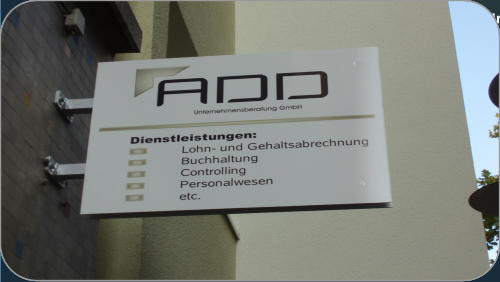 ADD
Unternehmensberatung GmbH
Dienstleistungen:
Lohn- und Gehaltsabrechnung
Buchhaltung
Controlling
Personalwesen
etc.